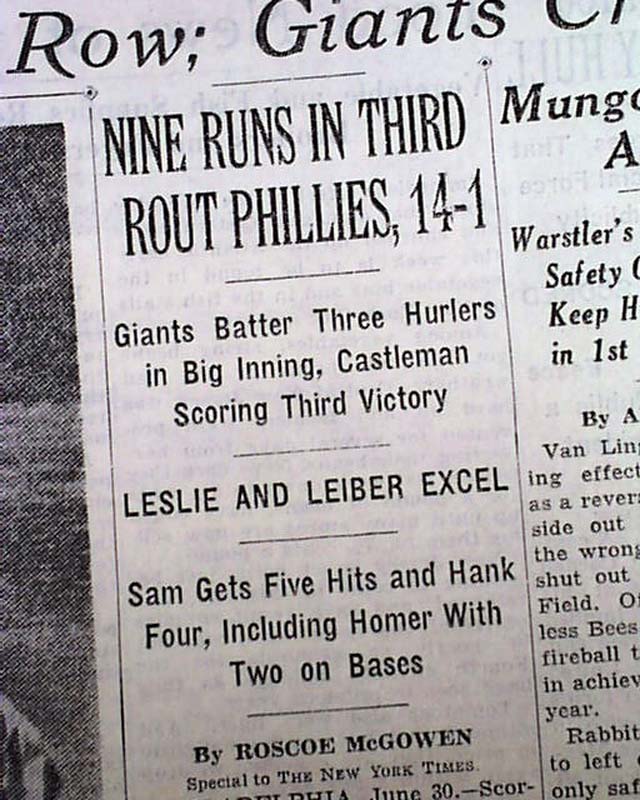 Row; Giants
NINE RUNS IN THIRD
ROUT PHILLIES, 14-1
Giants Batter Three Hurlers
in Big Inning, Castleman
Scoring Third Victory
LESLIE AND LEIBER EXCEL
Sam Gets Five Hits and Hank
Four, Including Homer With
Two on Bases
By ROSCOE McGOWEN
Special to THE NEW YORK TIMES.
June 30.—Scor-
Mungo
A
Warstler's
Safety
Keep H
in 1st
By A
Van Ling
ing effect
as a revers
side out
the wrong
shut out
Field. Of
less Bees
fireball t
in achiev
year.
Rabbit
to left
only saf